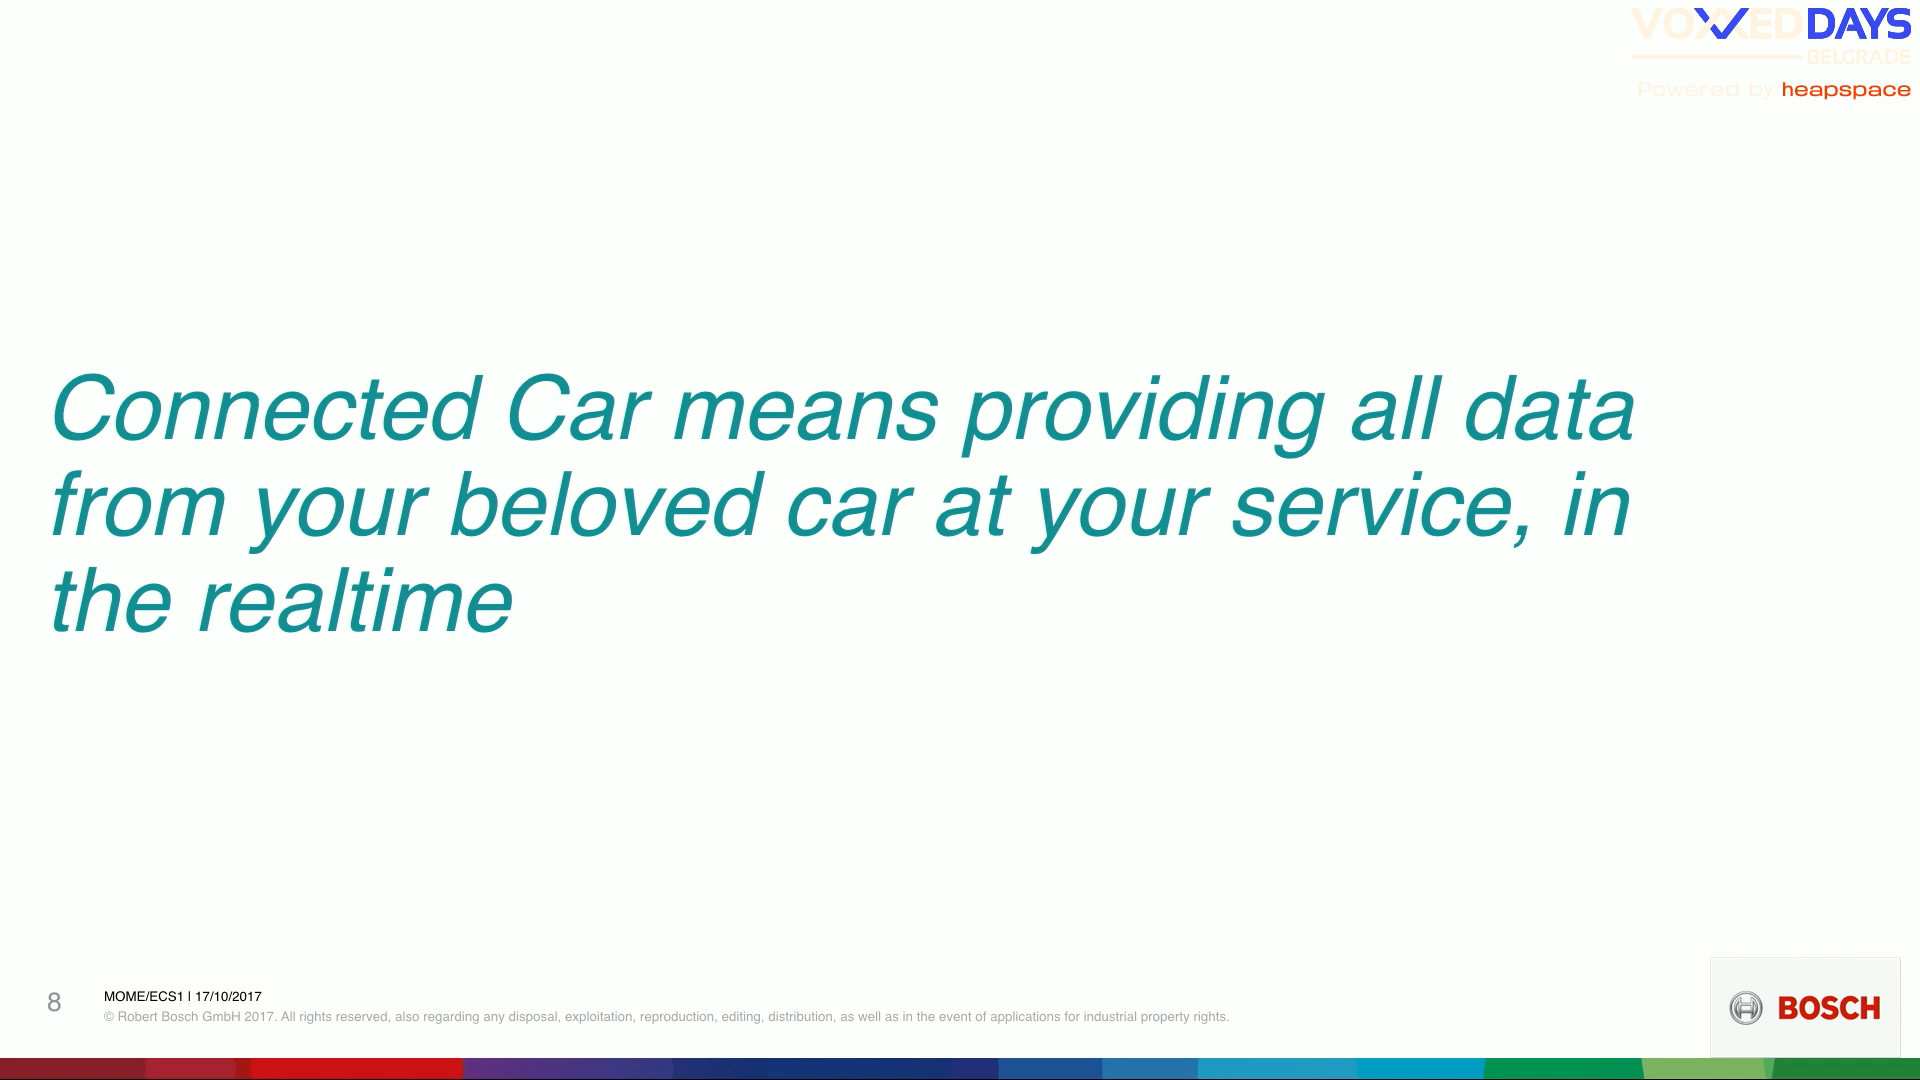 VOXXEDDAYS
BELGRADE
Powered by heapspace
Connected Car means providing all data
from your beloved car at your service, in
the realtime
8
MOME/ECS1 | 17/10/2017
© Robert Bosch GmbH 2017. All rights reserved, also regarding any disposal, exploitation, reproduction, editing, distribution, as well as in the event of applications for industrial property rights.
BOSCH